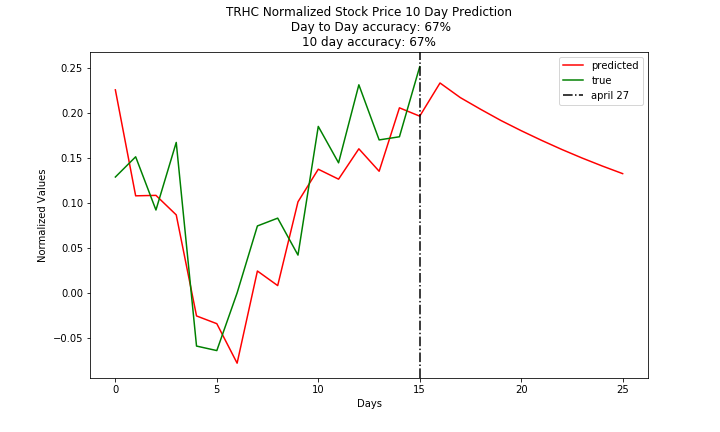 TRHC Normalized Stock Price 10 Day Prediction
Day to Day accuracy: 67%
10 day accuracy: 67%
predicted
true
april 27
0.25
0.20
0.15
0.10
0.05
0.00
−0.05
Normalized Values
0 5 10 15 20 25
Days